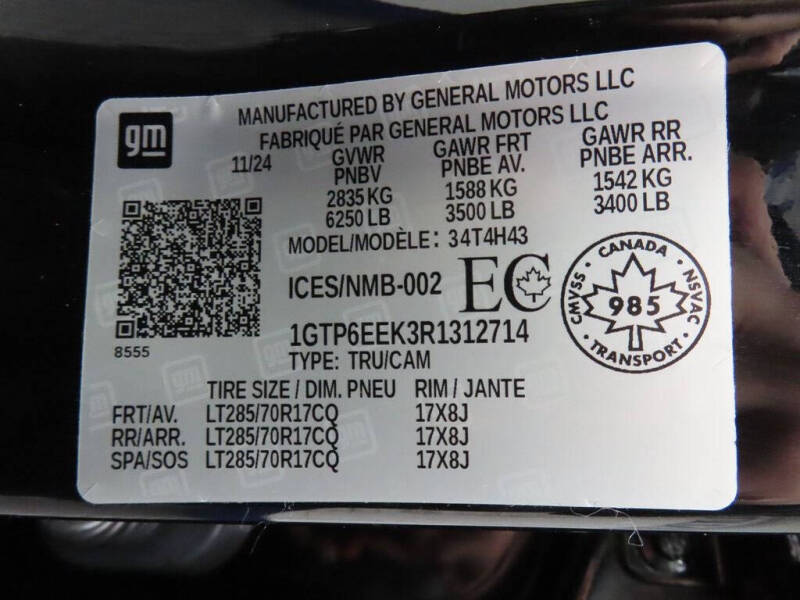 MANUFACTURED BY GENERAL MOTORS LLC
FABRIQUÉ PAR GENERAL MOTORS LLC
gm
11/24
GVWR GAWR FRT GAWR RR
PNBV PNBE AV. PNBE ARR.
2835 KG 1588 KG 1542 KG
6250 LB 3500 LB 3400 LB
MODEL/MODÈLE: 34T4H43
ICES/NMB-002 EC
CANADA
CMVSS 985 NSVAC
TRANSPORT
1GTP6EEK3R1312714
8555
TYPE: TRU/CAM
TIRE SIZE / DIM. PNEU RIM / JANTE
FRT/AV. LT285/70R17CQ 17X8J
RR/ARR. LT285/70R17CQ 17X8J
SPA/SOS LT285/70R17CQ 17X8J